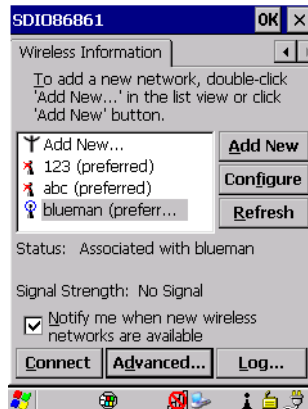 SDIO86861
OK
Wireless Information
To add a new network, double-click
'Add New...' in the list view or click
'Add New' button.
Add New...
123 (preferred)
abc (preferred)
blueman (preferr...
Add New
Configure
Refresh
Status: Associated with blueman
Signal Strength: No Signal
Notify me when new wireless
networks are available
Connect
Advanced...
Log...